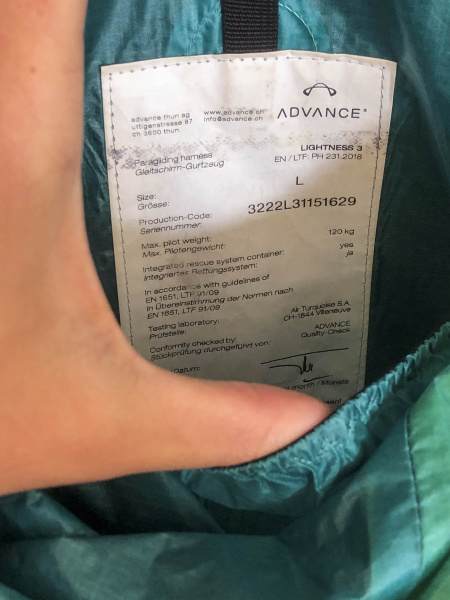 ADVANCE®
advance thun ag www.advance.ch
uttigenstrasse 87 info@advance.ch
ch 3600 thun
Paragliding harness LIGHTNESS 3
Gleitschirm-Gurtzeug EN / LTF: PH 231.2018
Size: L
Grösse:
Production-Code: 3222L31151629
Seriennummer:
Max. pilot weight: 120 kg
Max. Pilotengewicht:
Integrated rescue system container: yes
Integriertes Rettungssystem: ja
In accordance with guidelines of
EN 1651, LTF 91/09
In Übereinstimmung der Normen nach
EN 1651, LTF 91/09
Testing laboratory: Air Turquoise S.A.
Prüfstelle: CH-1844 Villeneuve
Conformity checked by: ADVANCE
Stückprüfung durchgeführt von: Quality-Check
Datum:
month / Monate